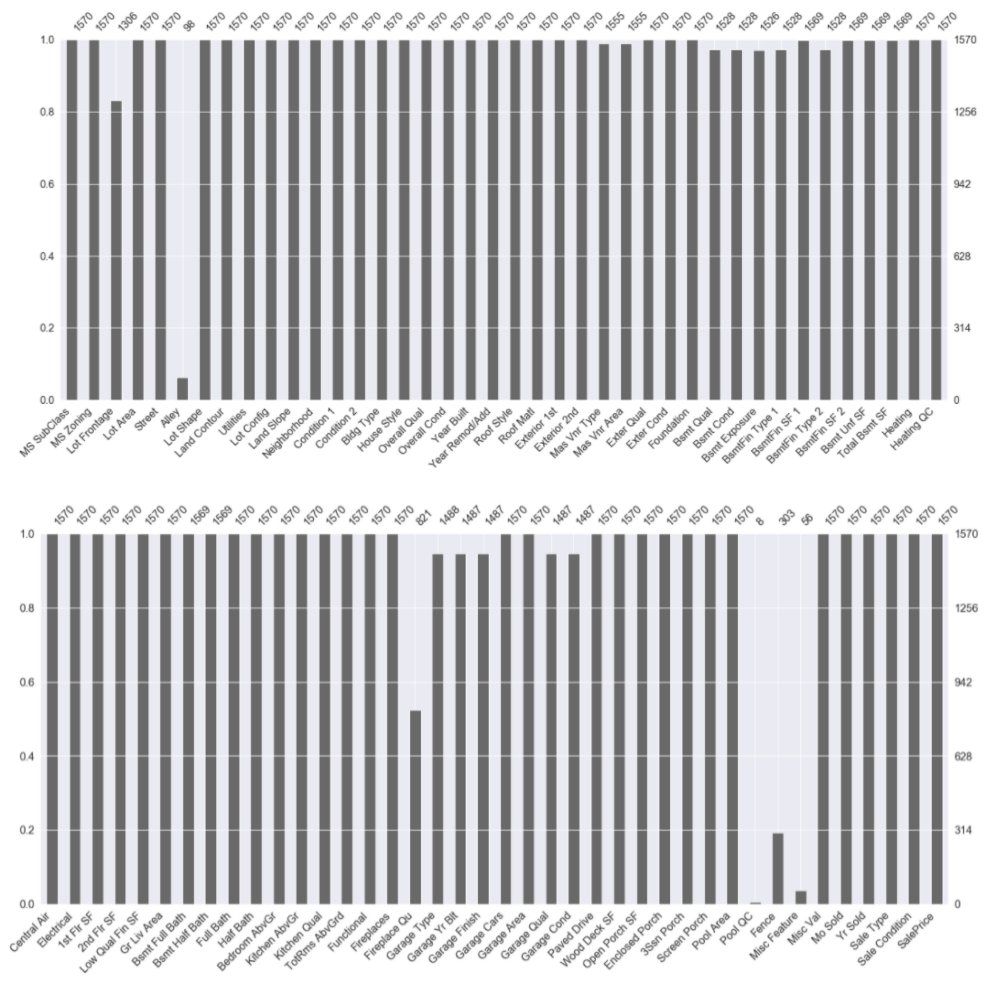 1570 1570 1306 1570 1570 98 1570 1570 1570 1570 1570 1570 1570 1570 1570 1570 1570 1570 1570 1570 1570 1570 1570 1570 1555 1555 1570 1570 1570 1528 1528 1526 1528 1569 1528 1569 1569 1569 1570 1570
1.0 1570
0.8 1256
0.6 942
0.4 628
0.2 314
0.0 0
MS SubClass
MS Zoning
Lot Frontage
Lot Area
Street
Alley
Lot Shape
Land Contour
Utilities
Lot Config
Land Slope
Neighborhood
Condition 1
Condition 2
Bldg Type
House Style
Overall Qual
Overall Cond
Year Built
Year Remod/Add
Roof Style
Roof Matl
Exterior 1st
Exterior 2nd
Mas Vnr Type
Mas Vnr Area
Exter Qual
Exter Cond
Foundation
Bsmt Qual
Bsmt Cond
Bsmt Exposure
BsmtFin Type 1
BsmtFin SF 1
BsmtFin Type 2
BsmtFin SF 2
Bsmt Unf SF
Total Bsmt SF
Heating
Heating QC
1570 1570 1570 1570 1570 1570 1569 1569 1570 1570 1570 1570 1570 1570 1570 1570 821 1488 1487 1487 1570 1570 1487 1487 1570 1570 1570 1570 1570 1570 1570 8 303 56 1570 1570 1570 1570 1570 1570
1.0 1570
0.8 1256
0.6 942
0.4 628
0.2 314
0.0 0
Central Air
Electrical
1st Flr SF
2nd Flr SF
Low Qual Fin SF
Gr Liv Area
Bsmt Full Bath
Bsmt Half Bath
Full Bath
Half Bath
Bedroom AbvGr
Kitchen AbvGr
Kitchen Qual
TotRms AbvGrd
Functional
Fireplaces
Fireplace Qu
Garage Type
Garage Yr Blt
Garage Finish
Garage Cars
Garage Area
Garage Qual
Garage Cond
Paved Drive
Wood Deck SF
Open Porch SF
Enclosed Porch
3Ssn Porch
Screen Porch
Pool Area
Pool QC
Fence
Misc Feature
Misc Val
Mo Sold
Yr Sold
Sale Type
Sale Condition
SalePrice